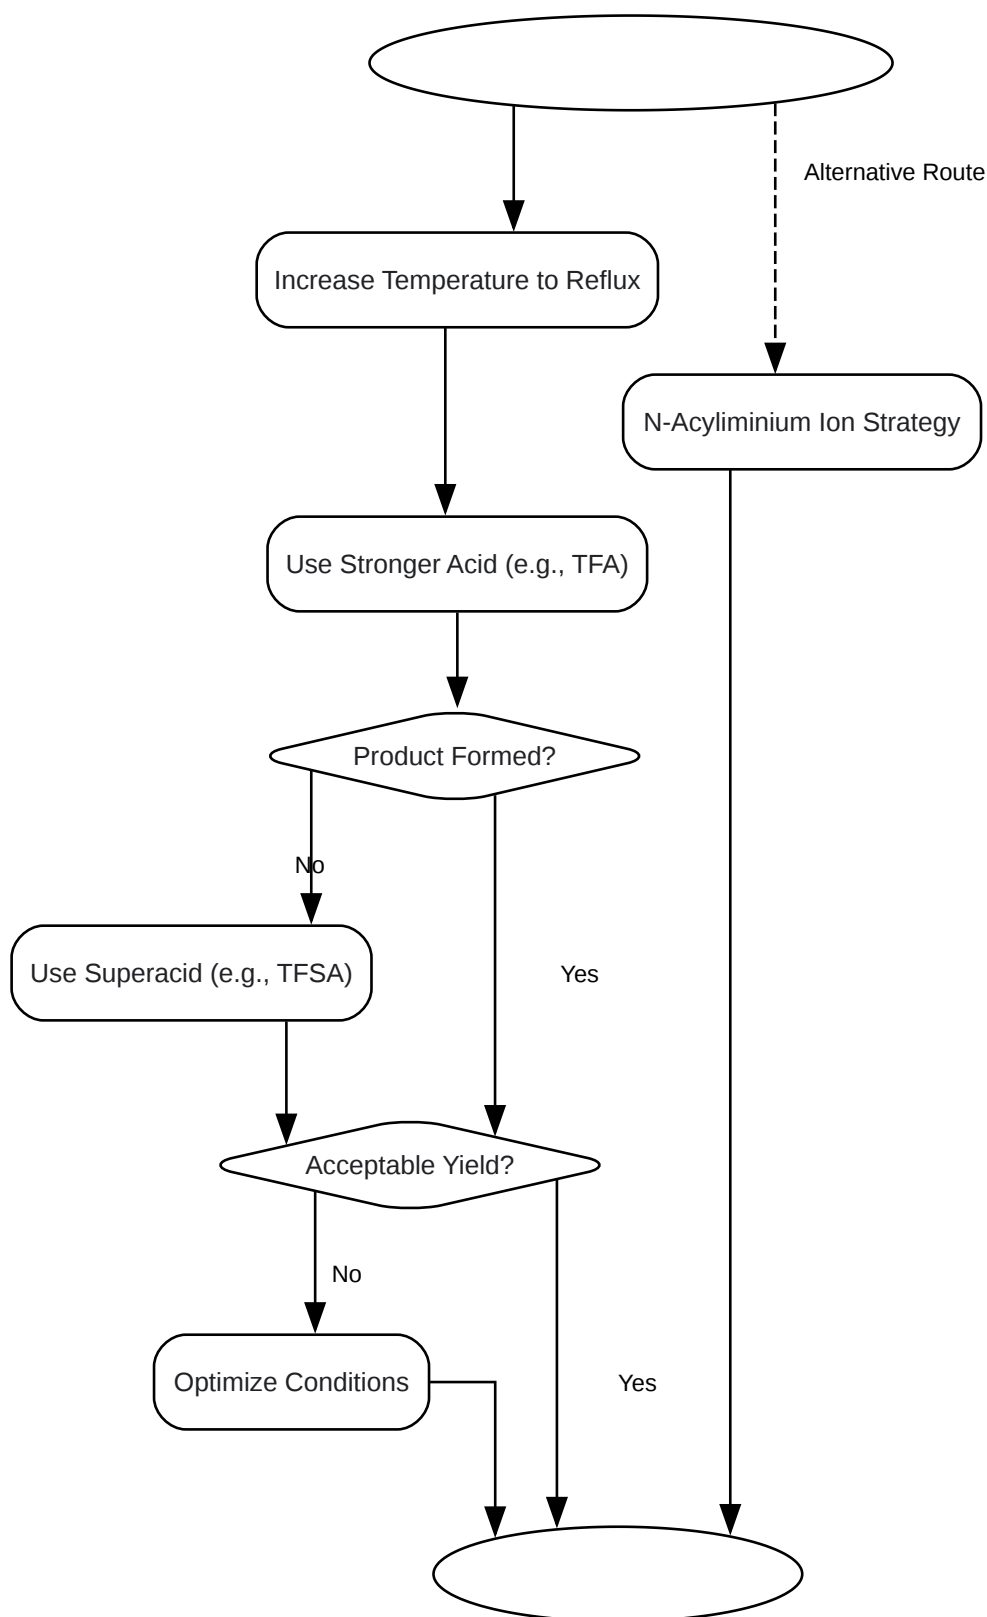 Alternative Route
Increase Temperature to Reflux
N-Acyliminium Ion Strategy
Use Stronger Acid (e.g., TFA)
Product Formed?
No
Use Superacid (e.g., TFSA)
Yes
Acceptable Yield?
No
Optimize Conditions
Yes